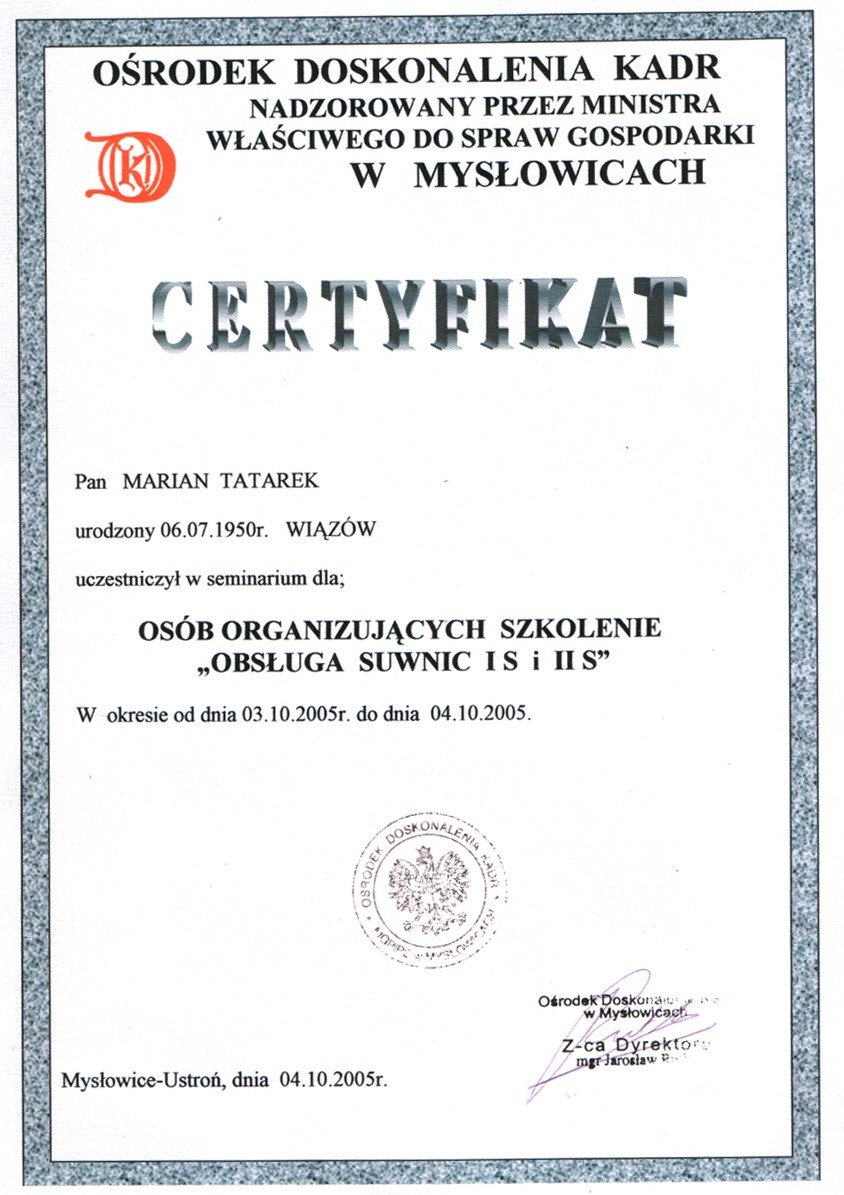 OŚRODEK DOSKONALENIA KADR
NADZOROWANY PRZEZ MINISTRA
WŁAŚCIWEGO DO SPRAW GOSPODARKI
W MYSŁOWICACH
CERTYFIKAT
Pan MARIAN TATAREK
urodzony 06.07.1950r. WIĄZÓW
uczestniczył w seminarium dla;
OSÓB ORGANIZUJĄCYCH SZKOLENIE
„OBSŁUGA SUWNIC I S i II S”
W okresie od dnia 03.10.2005r. do dnia 04.10.2005.
OŚRODEK DOSKONALENIA KADR
MGPIPS w MYSŁOWICACH
Ośrodek
w Mysłowicach
Z-ca Dyrektora
mgr Jarosław
Mysłowice-Ustroń, dnia 04.10.2005r.